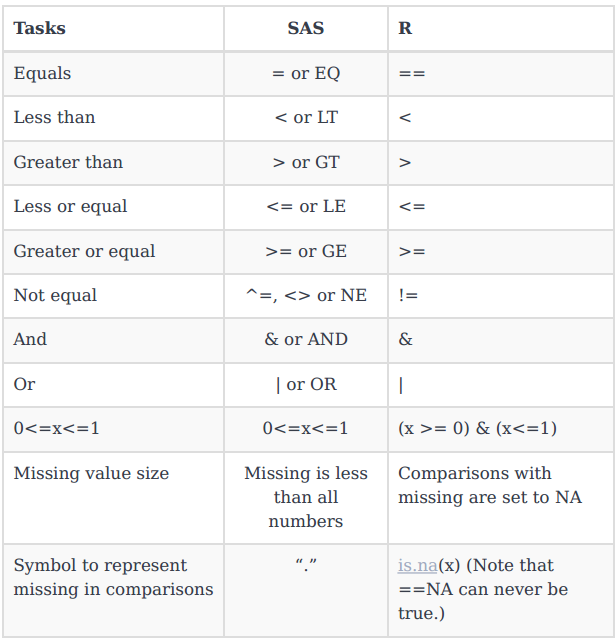 Tasks SAS R
Equals = or EQ ==
Less than < or LT <
Greater than > or GT >
Less or equal <= or LE <=
Greater or equal >= or GE >=
Not equal ^=, <> or NE !=
And & or AND &
Or | or OR |
0<=x<=1 0<=x<=1 (x >= 0) & (x<=1)
Missing value size Missing is less Comparisons with
than all missing are set to NA
numbers
Symbol to represent “.” is.na(x) (Note that
missing in comparisons ==NA can never be
true.)